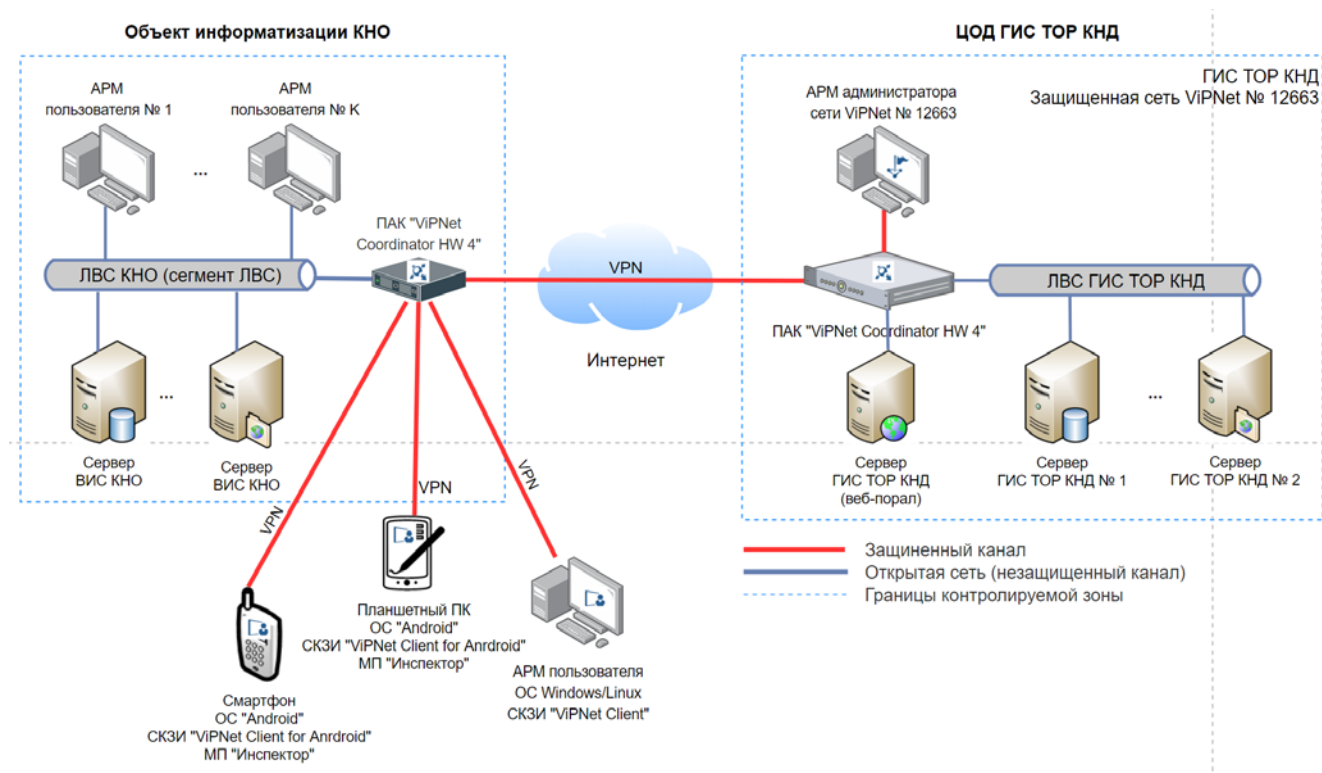 Объект информатизации КНО
ЦОД ГИС ТОР КНД
АРМ
пользователя № 1
АРМ
пользователя № K
...
ПАК "ViPNet
Coordinator HW 4"
ЛВС КНО (сегмент ЛВС)
...
Сервер
ВИС КНО
Сервер
ВИС КНО
VPN
Интернет
ГИС ТОР КНД
Защищенная сеть ViPNet № 12663
АРМ администратора
сети ViPNet № 12663
ЛВС ГИС ТОР КНД
ПАК "ViPNet Coordinator HW 4"
...
Сервер
ГИС ТОР КНД
(веб-порал)
Сервер
ГИС ТОР КНД № 1
Сервер
ГИС ТОР КНД № 2
VPN
VPN
VPN
Смартфон
ОС "Android"
СКЗИ "ViPNet Client for Anrdroid"
МП "Инспектор"
Планшетный ПК
ОС "Android"
СКЗИ "ViPNet Client for Anrdroid"
МП "Инспектор"
АРМ пользователя
ОС Windows/Linux
СКЗИ "ViPNet Client"
Защиненный канал
Открытая сеть (незащищенный канал)
Границы контролируемой зоны